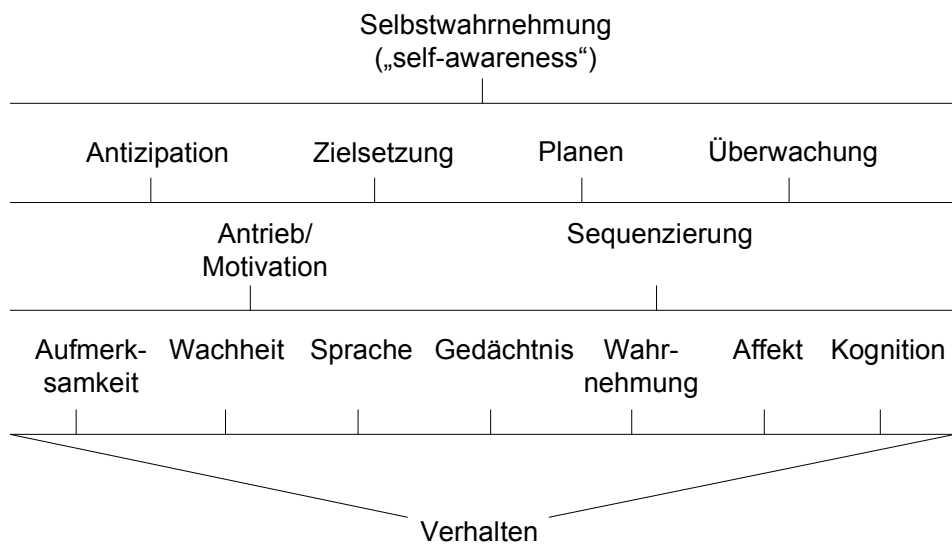 Selbstwahrnehmung
(„self-awareness“)
Antizipation Zielsetzung Planen Überwachung
Antrieb/ Sequenzierung
Motivation
Aufmerk- Wachheit Sprache Gedächtnis Wahr- Affekt Kognition
samkeit nehmung
Verhalten